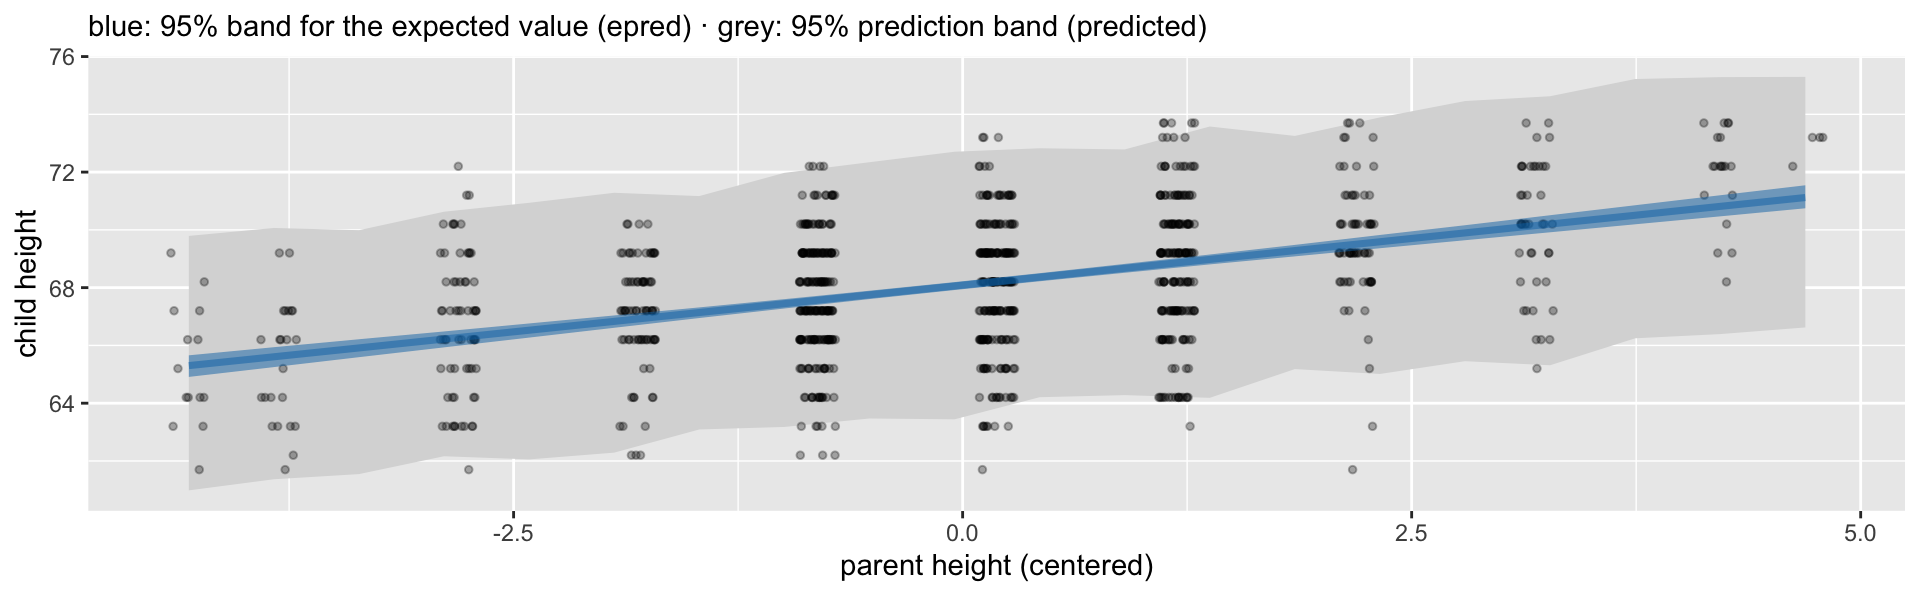 blue: 95% band for the expected value (epred) · grey: 95% prediction band (predicted)
76
72
68
64
child height
-2.5
0.0
2.5
5.0
parent height (centered)